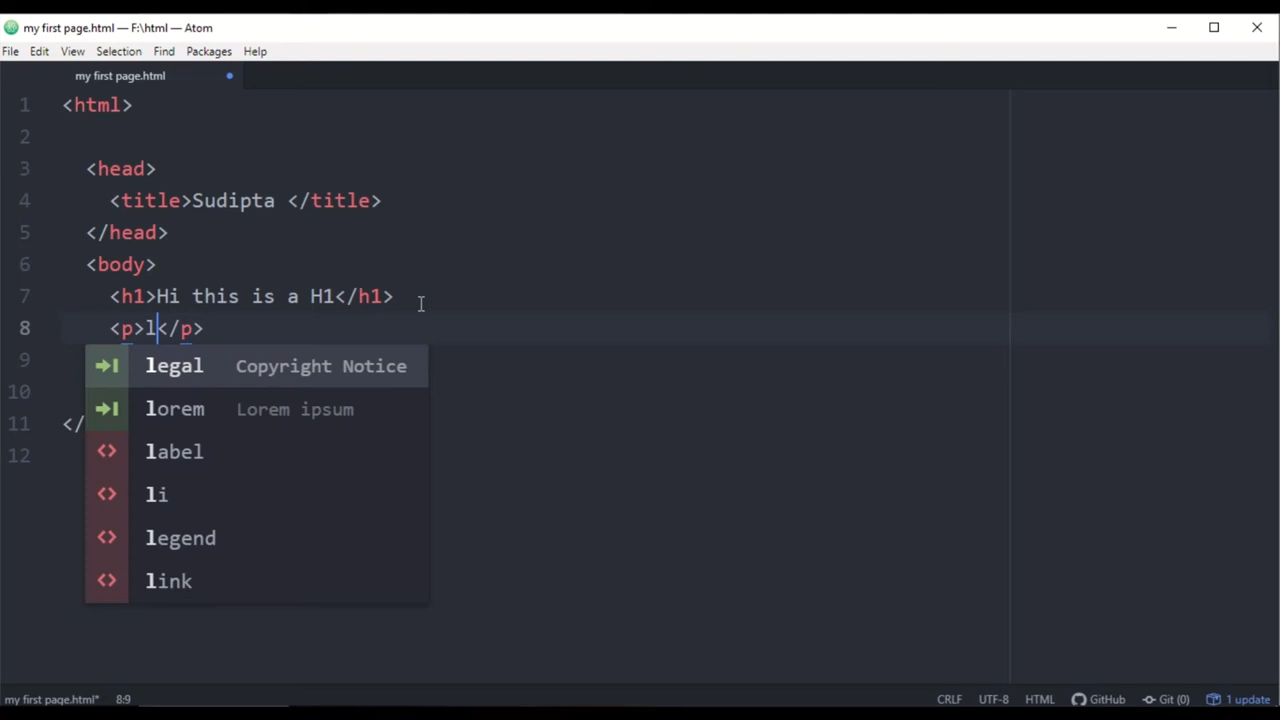 my first page.html — F:\html — Atom
File Edit View Selection Find Packages Help
my first page.html
1 <html>
2
3 <head>
4 <title>Sudipta </title>
5 </head>
6 <body>
7 <h1>Hi this is a H1</h1>
8 <p>l</p>
9 legal Copyright Notice
10 lorem Lorem ipsum
11 </
label
12
li
legend
link
my first page.html* 8:9 CRLF UTF-8 HTML GitHub Git (0) 1 update